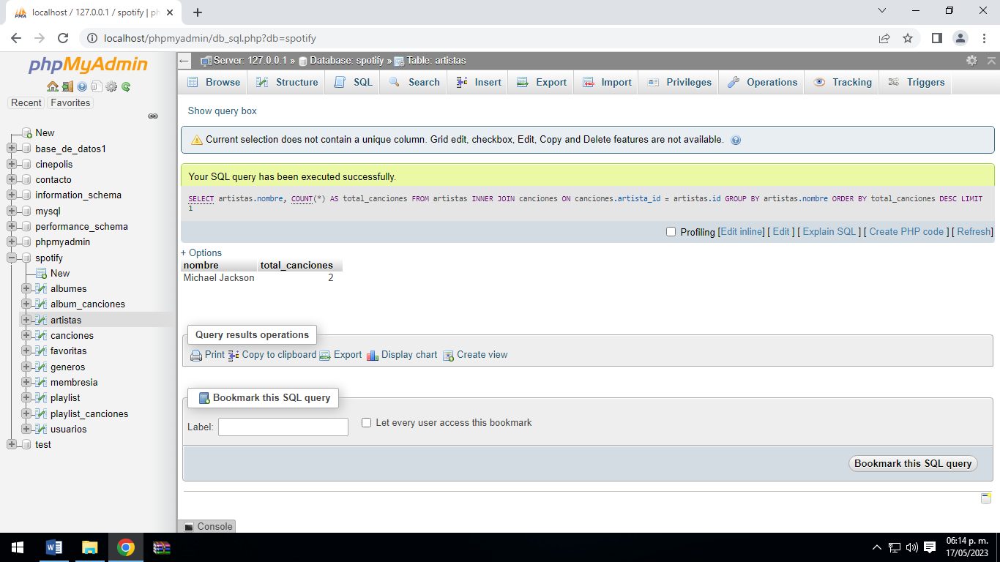 localhost / 127.0.0.1 / spotify | ph
localhost/phpmyadmin/db_sql.php?db=spotify
phpMyAdmin
Recent Favorites
New
base_de_datos1
cinepolis
contacto
information_schema
mysql
performance_schema
phpmyadmin
spotify
New
albumes
album_canciones
artistas
canciones
favoritas
generos
membresia
playlist
playlist_canciones
usuarios
test
Server: 127.0.0.1 » Database: spotify » Table: artistas
Browse Structure SQL Search Insert Export Import Privileges Operations Tracking Triggers
Show query box
Current selection does not contain a unique column. Grid edit, checkbox, Edit, Copy and Delete features are not available.
Your SQL query has been executed successfully.
SELECT artistas.nombre, COUNT(*) AS total_canciones FROM artistas INNER JOIN canciones ON canciones.artista_id = artistas.id GROUP BY artistas.nombre ORDER BY total_canciones DESC LIMIT
1
Profiling [Edit inline] [ Edit ] [ Explain SQL ] [ Create PHP code ] [ Refresh]
+ Options
nombre total_canciones
Michael Jackson 2
Query results operations
Print Copy to clipboard Export Display chart Create view
Bookmark this SQL query
Label: Let every user access this bookmark
Bookmark this SQL query
Console
06:14 p. m.
17/05/2023